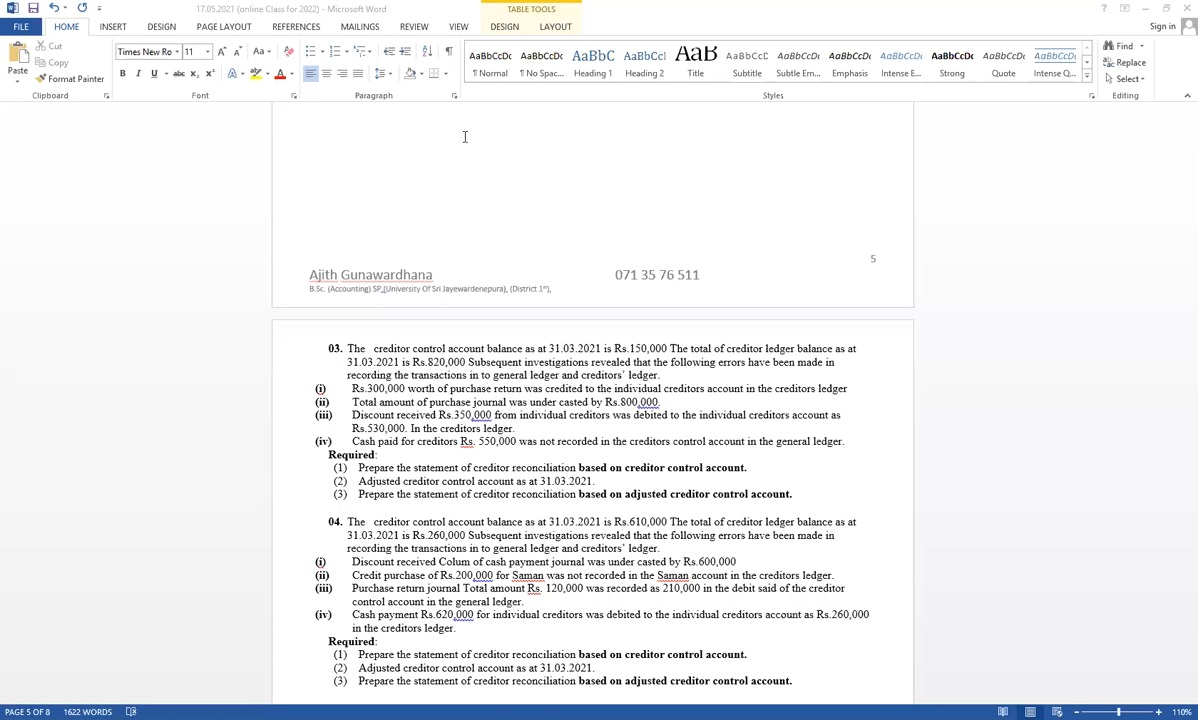 17.05.2021 (online Class for 2022) - Microsoft Word
TABLE TOOLS
FILE HOME INSERT DESIGN PAGE LAYOUT REFERENCES MAILINGS REVIEW VIEW DESIGN LAYOUT
Sign in
Paste
Cut
Copy
Format Painter
Clipboard
Times New Ro 11
Font
Paragraph
AaBbCcDc AaBbCcDc AaBbC AaBbCcI AaB AaBbCcD AaBbCcDt AaBbCcDt AaBbCcDt AaBbCcDc AaBbCcDt AaBbCcDt
¶ Normal ¶ No Spac... Heading 1 Heading 2 Title Subtitle Subtle Em... Emphasis Intense E... Strong Quote Intense Q...
Styles
Find
Replace
Select
Editing
5
Ajith Gunawardhana 071 35 76 511
B.Sc. (Accounting) SP,(University Of Sri Jayewardenepura), (District 1st),
03. The creditor control account balance as at 31.03.2021 is Rs.150,000 The total of creditor ledger balance as at
31.03.2021 is Rs.820,000 Subsequent investigations revealed that the following errors have been made in
recording the transactions in to general ledger and creditors' ledger.
(i) Rs.300,000 worth of purchase return was credited to the individual creditors account in the creditors ledger
(ii) Total amount of purchase journal was under casted by Rs.800,000.
(iii) Discount received Rs.350,000 from individual creditors was debited to the individual creditors account as
Rs.530,000. In the creditors ledger.
(iv) Cash paid for creditors Rs. 550,000 was not recorded in the creditors control account in the general ledger.
Required:
(1) Prepare the statement of creditor reconciliation based on creditor control account.
(2) Adjusted creditor control account as at 31.03.2021.
(3) Prepare the statement of creditor reconciliation based on adjusted creditor control account.
04. The creditor control account balance as at 31.03.2021 is Rs.610,000 The total of creditor ledger balance as at
31.03.2021 is Rs.260,000 Subsequent investigations revealed that the following errors have been made in
recording the transactions in to general ledger and creditors' ledger.
(i) Discount received Colum of cash payment journal was under casted by Rs.600,000
(ii) Credit purchase of Rs.200,000 for Saman was not recorded in the Saman account in the creditors ledger.
(iii) Purchase return journal Total amount Rs. 120,000 was recorded as 210,000 in the debit said of the creditor
control account in the general ledger.
(iv) Cash payment Rs.620,000 for individual creditors was debited to the individual creditors account as Rs.260,000
in the creditors ledger.
Required:
(1) Prepare the statement of creditor reconciliation based on creditor control account.
(2) Adjusted creditor control account as at 31.03.2021.
(3) Prepare the statement of creditor reconciliation based on adjusted creditor control account.
PAGE 5 OF 8 1622 WORDS 110%